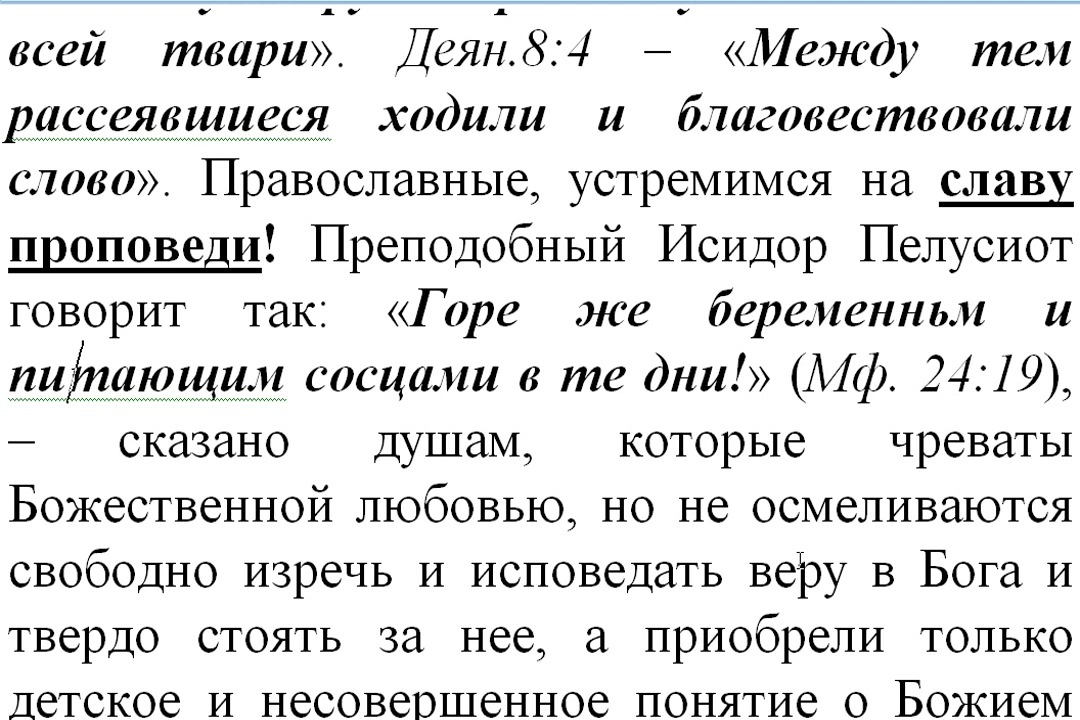 всей твари». Деян.8:4 – «Между тем
рассеявшиеся ходили и благовествовали
слово». Православные, устремимся на славу
проповеди! Преподобный Исидор Пелусиот
говорит так: «Горе же беременньм и
питающим сосцами в те дни!» (Мф. 24:19),
– сказано душам, которые чреваты
Божественной любовью, но не осмеливаются
свободно изречь и исповедать веру в Бога и
твердо стоять за нее, а приобрели только
детское и несовершенное понятие о Божием